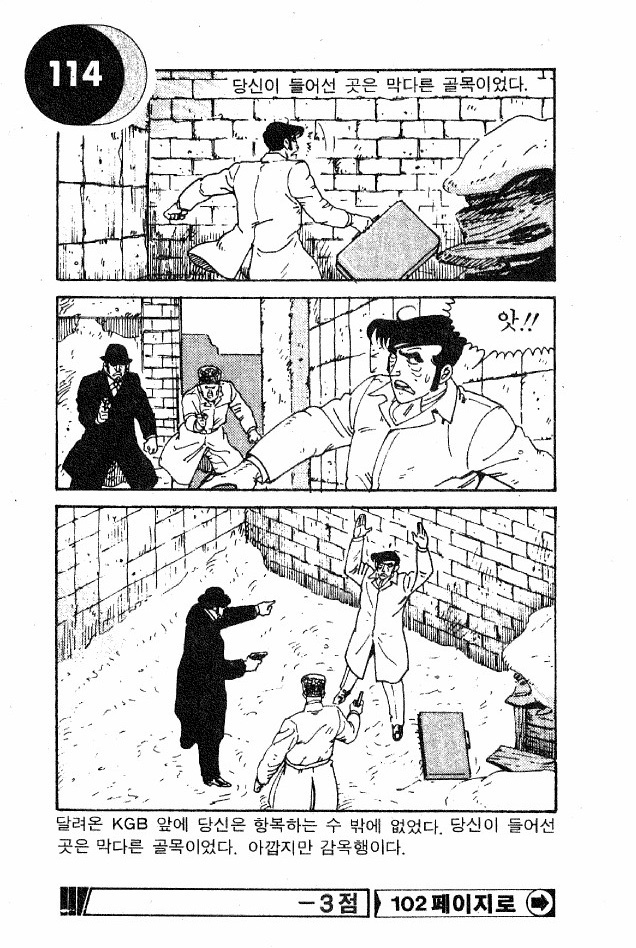 114
당신이 들어선 곳은 막다른 골목이었다.
앗!!
달려온 KGB 앞에 당신은 항복하는 수 밖에 없었다. 당신이 들어선
곳은 막다른 골목이었다. 아깝지만 감옥행이다.
-3점 102 페이지로